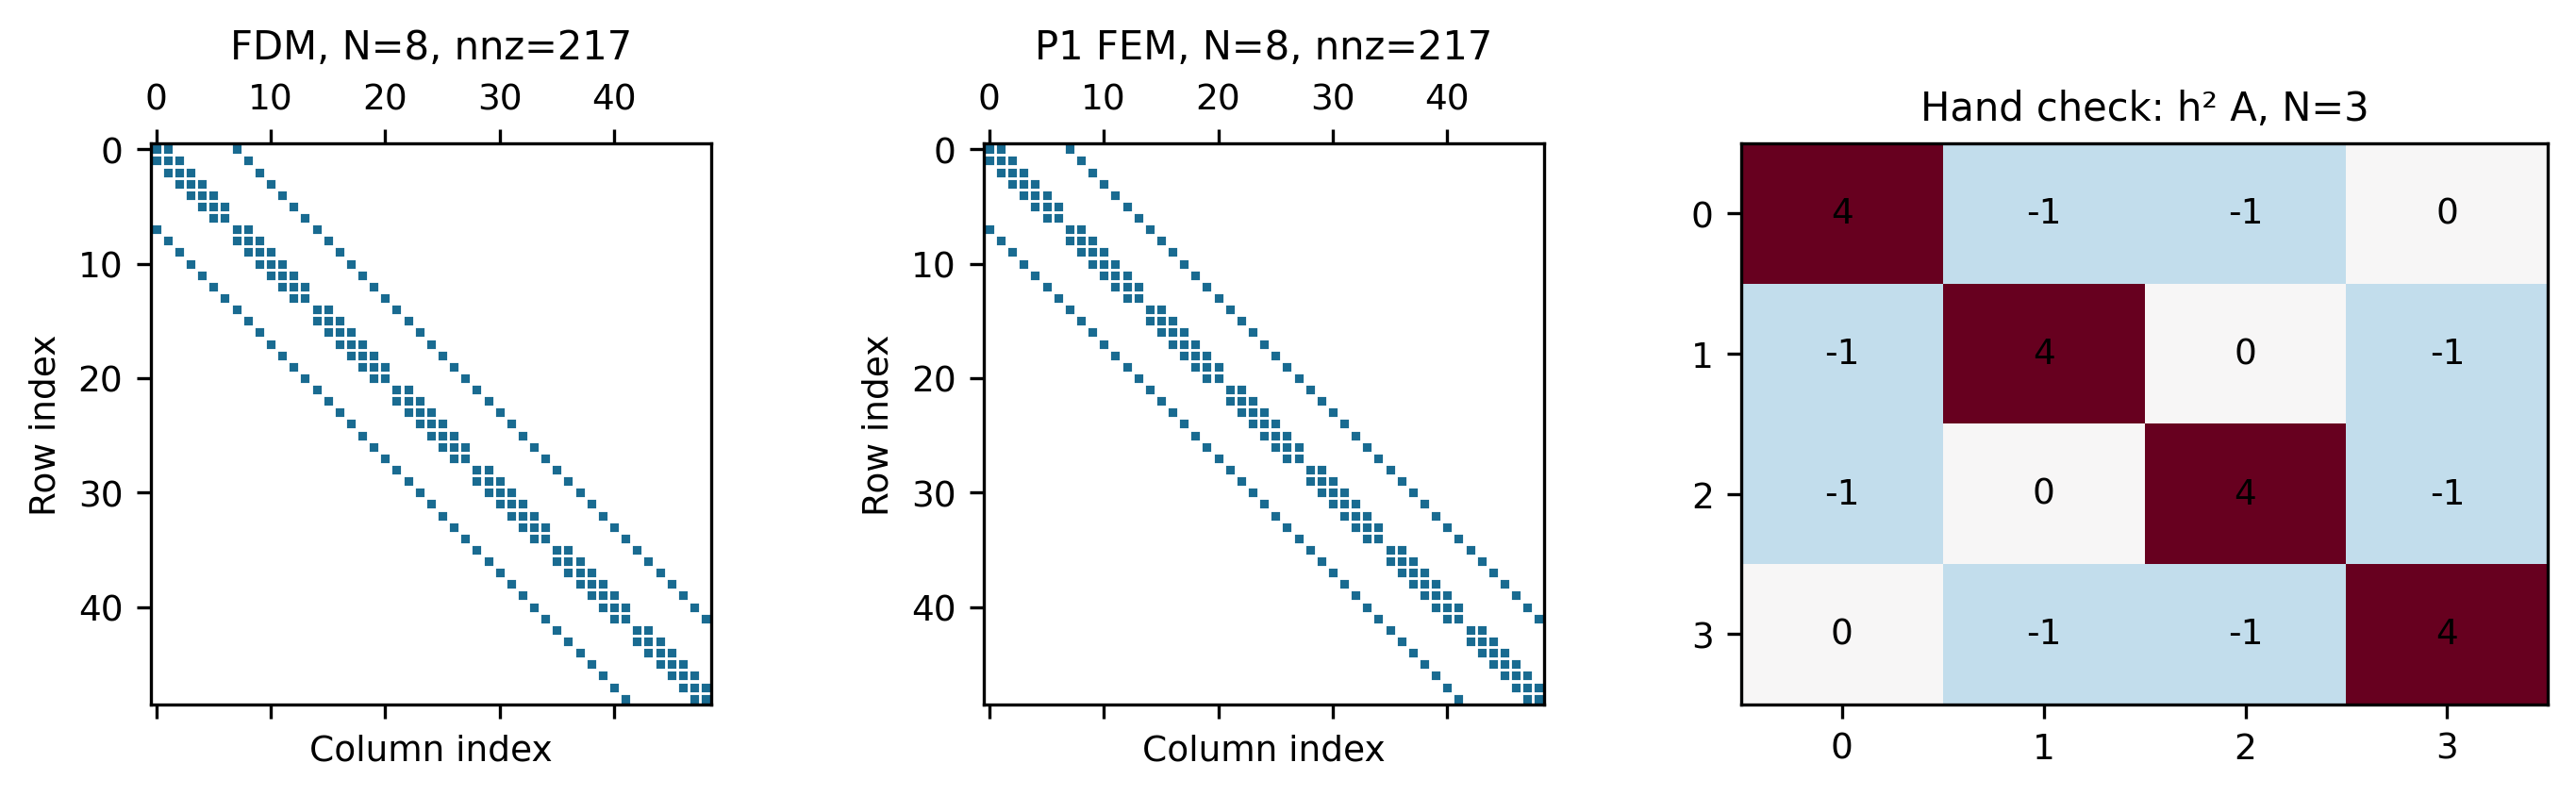 FDM, N=8, nnz=217
0 10 20 30 40
0
10
20
30
40
Row index
Column index
P1 FEM, N=8, nnz=217
0 10 20 30 40
0
10
20
30
40
Row index
Column index
Hand check: h² A, N=3
0 4 -1 -1 0
1 -1 4 0 -1
2 -1 0 4 -1
3 0 -1 -1 4
0 1 2 3